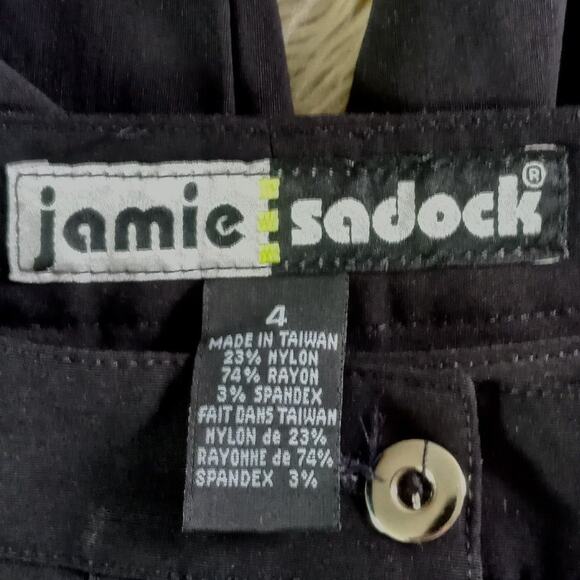 jamie sadock®
4
MADE IN TAIWAN
23% NYLON
74% RAYON
3% SPANDEX
FAIT DANS TAIWAN
NYLON de 23%
RAYONNE de 74%
SPANDEX 3%